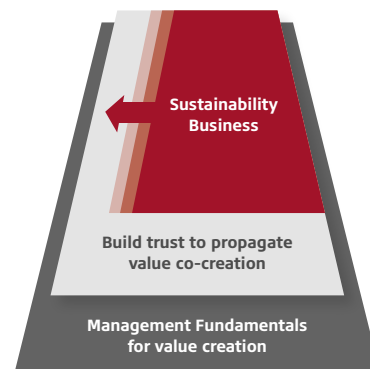 Sustainability
Business
Build trust to propagate
value co-creation
Management Fundamentals
for value creation